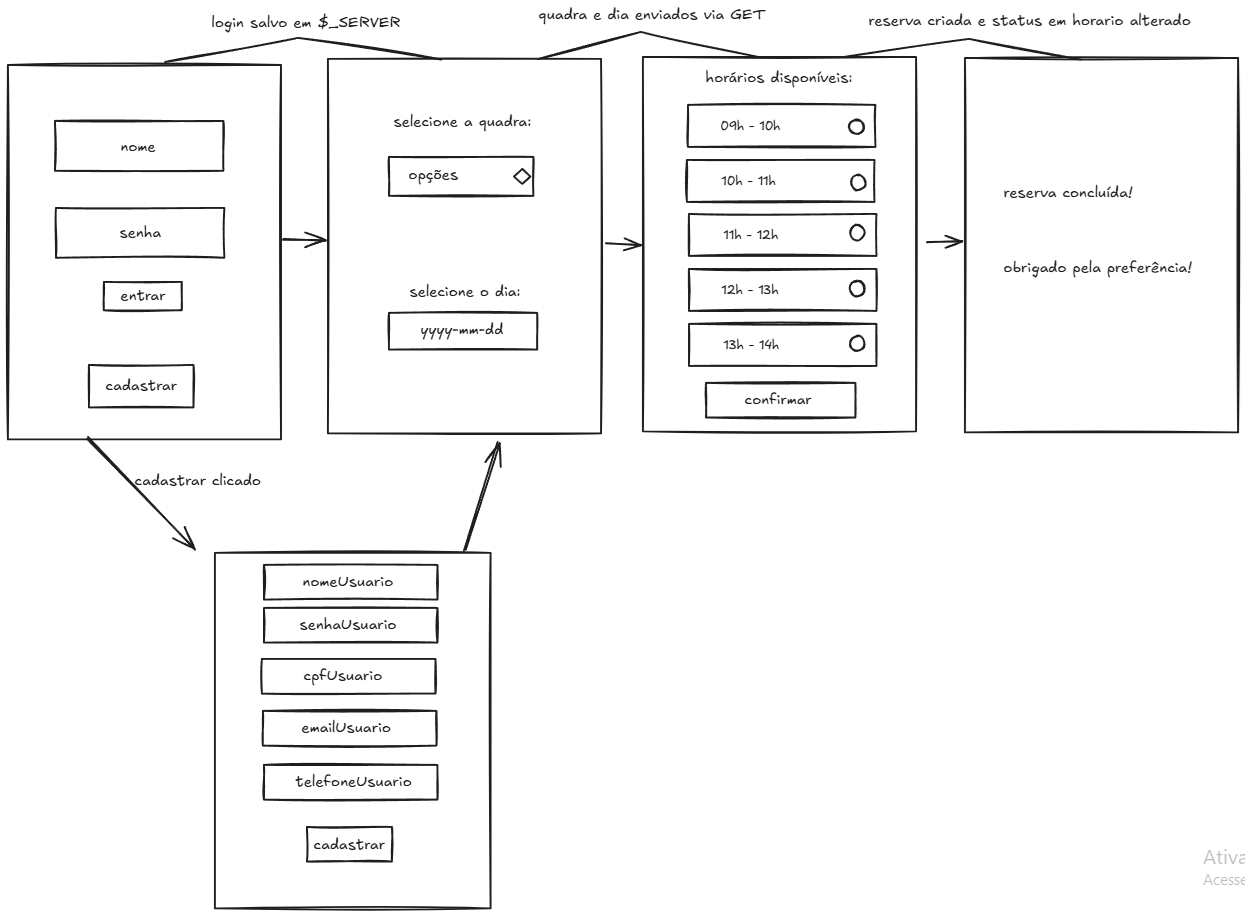 login salvo em $_SERVER
quadra e dia enviados via GET
reserva criada e status em horario alterado
nome
senha
entrar
cadastrar
selecione a quadra:
opções
selecione o dia:
yyyy-mm-dd
horários disponíveis:
09h - 10h
10h - 11h
11h - 12h
12h - 13h
13h - 14h
confirmar
reserva concluída!
obrigado pela preferência!
cadastrar clicado
nomeUsuario
senhaUsuario
cpfUsuario
emailUsuario
telefoneUsuario
cadastrar
Ativa
Acesse